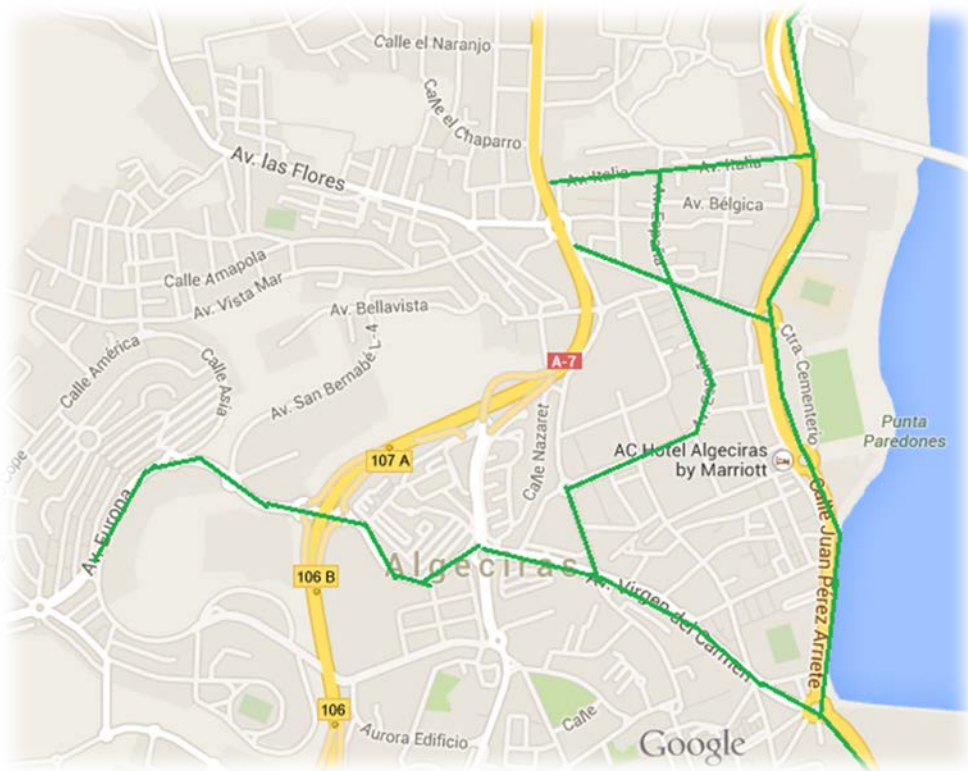 Calle el Naranjo
Calle el Chaparro
Av. las Flores
Av. Italia
Av. Italia
Av. Bélgica
Av. España
Calle Amapola
Av. Vista Mar
Av. Bellavista
Calle América
Calle Asia
Av. San Bernabé L-4
A-7
Ctra. Cementerio
Punta
Paredones
Calle Nazaret
AC Hotel Algeciras
by Marriott
107 A
ope
Av. Europa
Algeciras
106 B
Av. Virgen del Carmen
Calle Juan Pérez Arriete
106
Aurora Edificio
Calle
Google